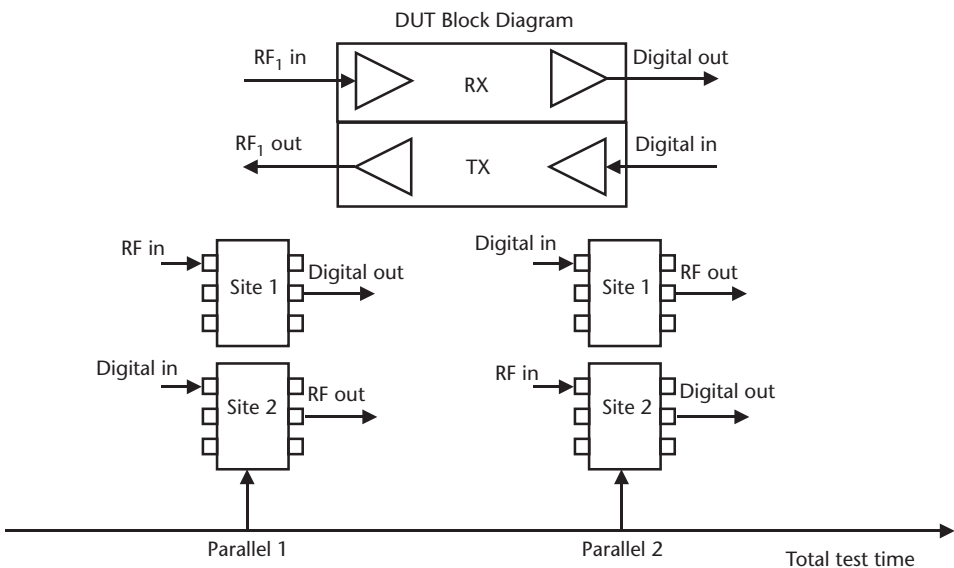 DUT Block Diagram
RF₁ in
RX
Digital out
RF₁ out
TX
Digital in
RF in
Site 1
Digital out
Digital in
Site 2
RF out
Digital in
Site 1
RF out
RF in
Site 2
Digital out
Parallel 1
Parallel 2
Total test time